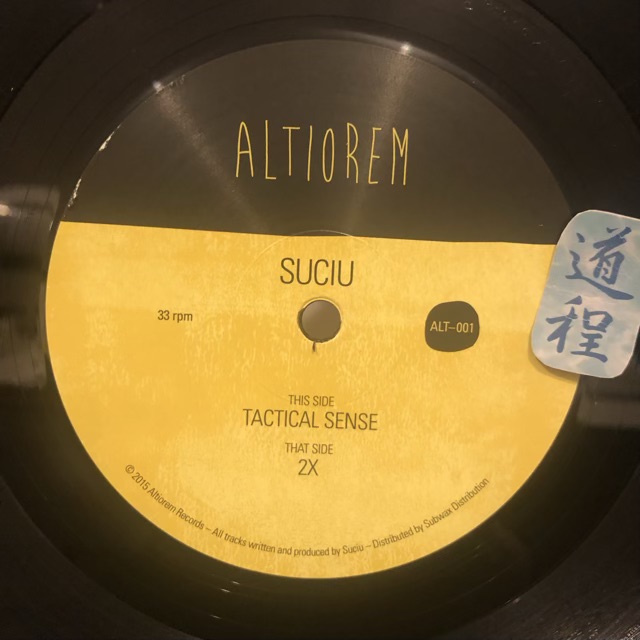 ALTIOREM
SUCIU
33 rpm
ALT-001
道程
THIS SIDE
TACTICAL SENSE
THAT SIDE
2X
© 2015 Altiorem Records – All tracks written and produced by Suciu – Distributed by Subwax Distribution